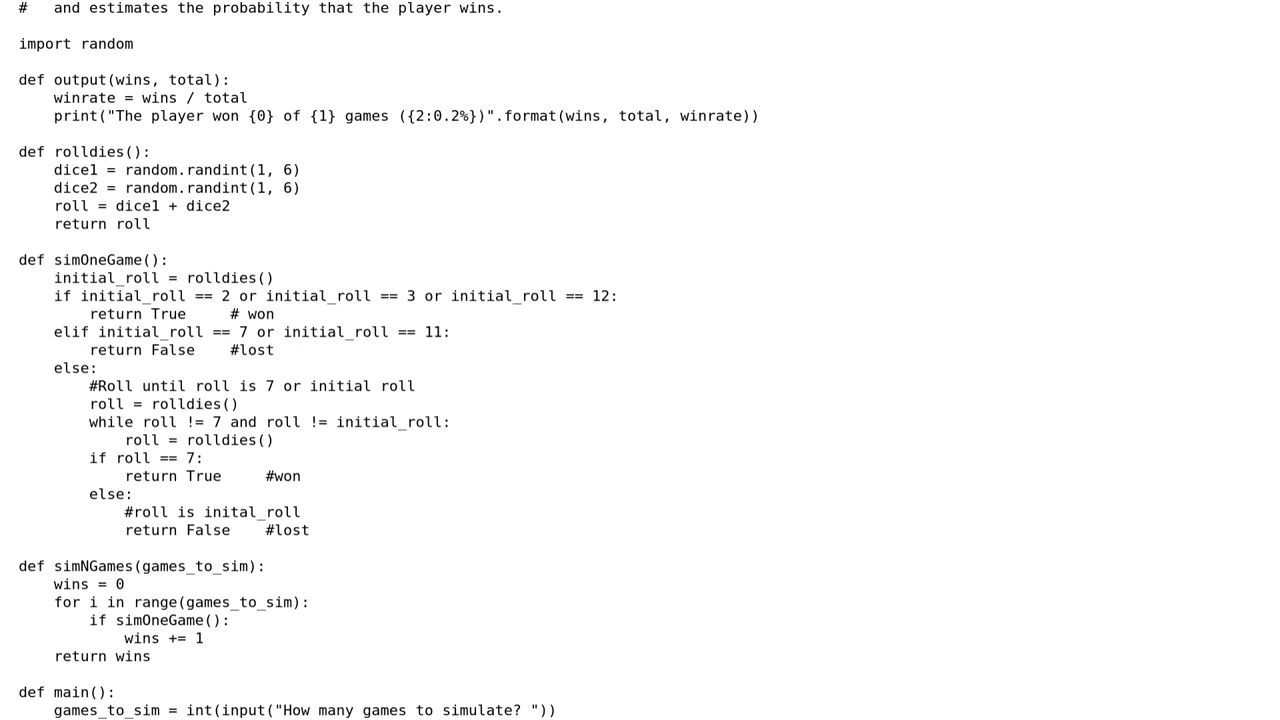 #   and estimates the probability that the player wins.

import random

def output(wins, total):
    winrate = wins / total
    print("The player won {0} of {1} games ({2:0.2%})".format(wins, total, winrate))

def rolldies():
    dice1 = random.randint(1, 6)
    dice2 = random.randint(1, 6)
    roll = dice1 + dice2
    return roll

def simOneGame():
    initial_roll = rolldies()
    if initial_roll == 2 or initial_roll == 3 or initial_roll == 12:
        return True     # won
    elif initial_roll == 7 or initial_roll == 11:
        return False    #lost
    else:
        #Roll until roll is 7 or initial roll
        roll = rolldies()
        while roll != 7 and roll != initial_roll:
            roll = rolldies()
        if roll == 7:
            return True     #won
        else:
            #roll is inital_roll
            return False    #lost

def simNGames(games_to_sim):
    wins = 0
    for i in range(games_to_sim):
        if simOneGame():
            wins += 1
    return wins

def main():
    games_to_sim = int(input("How many games to simulate? "))